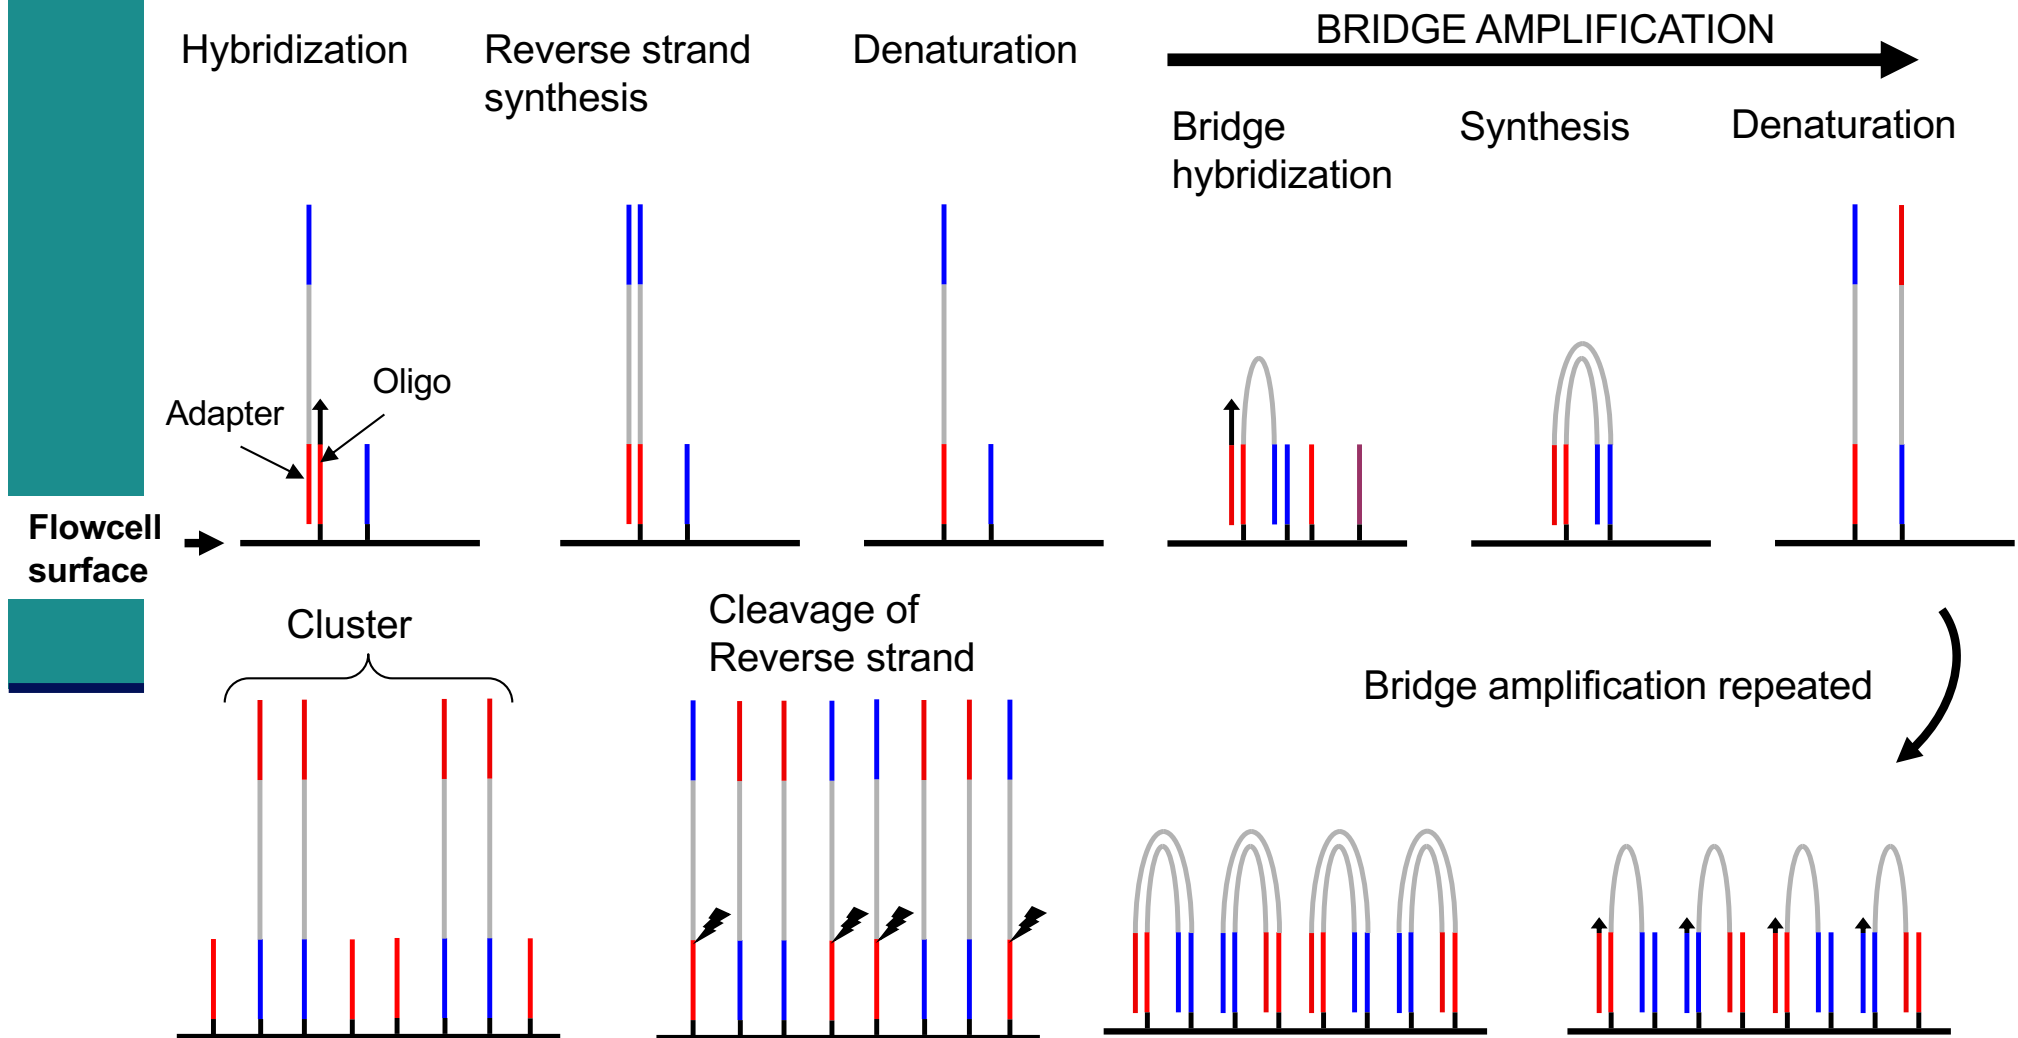 Hybridization
Reverse strand
synthesis
Denaturation
BRIDGE AMPLIFICATION
Bridge
hybridization
Synthesis
Denaturation
Adapter
Oligo
Flowcell
surface
Cluster
Cleavage of
Reverse strand
Bridge amplification repeated